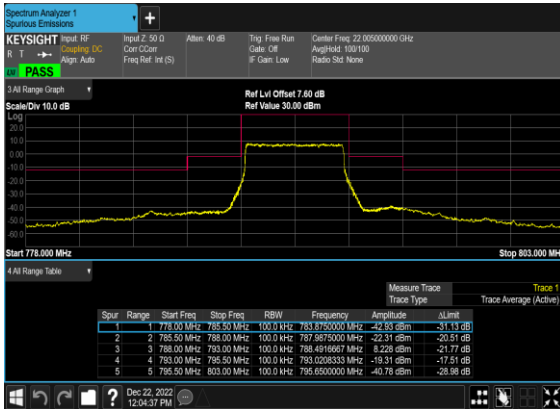 Spectrum Analyzer 1
Spurious Emissions
KEYSIGHT Input: RF Input Z: 50 Ω Atten: 40 dB Trig: Free Run Center Freq: 22.005000000 GHz
R T Coupling: DC Corr CCorr Gate: Off Avg|Hold: 100/100
Align: Auto Freq Ref: Int (S) IF Gain: Low Radio Std: None
PASS
3 All Range Graph
Ref Lvl Offset 7.60 dB
Scale/Div 10.0 dB Ref Value 30.00 dBm
Log
20.0
10.0
0.00
-10.0
-20.0
-30.0
-40.0
-50.0
-60.0
Start 778.000 MHz Stop 803.000 MH
4 All Range Table
Measure Trace Trace 1
Trace Type Trace Average (Active)
Spur Range Start Freq Stop Freq RBW Frequency Amplitude ΔLimit
1 1 778.00 MHz 785.50 MHz 100.0 kHz 783.8750000 MHz -42.93 dBm -31.13 dB
2 2 785.50 MHz 788.00 MHz 100.0 kHz 787.9875000 MHz -22.31 dBm -20.51 dB
3 3 788.00 MHz 793.00 MHz 100.0 kHz 788.4916667 MHz 8.228 dBm -21.77 dB
4 4 793.00 MHz 795.50 MHz 100.0 kHz 793.0208333 MHz -19.31 dBm -17.51 dB
5 5 795.50 MHz 803.00 MHz 100.0 kHz 795.6500000 MHz -40.78 dBm -28.98 dB
Dec 22, 2022
12:04:37 PM